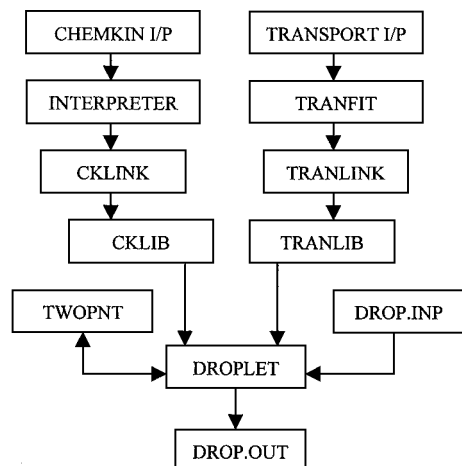 CHEMKIN I/P
TRANSPORT I/P
INTERPRETER
TRANFIT
CKLINK
TRANLINK
CKLIB
TRANLIB
TWOPNT
DROP.INP
DROPLET
DROP.OUT